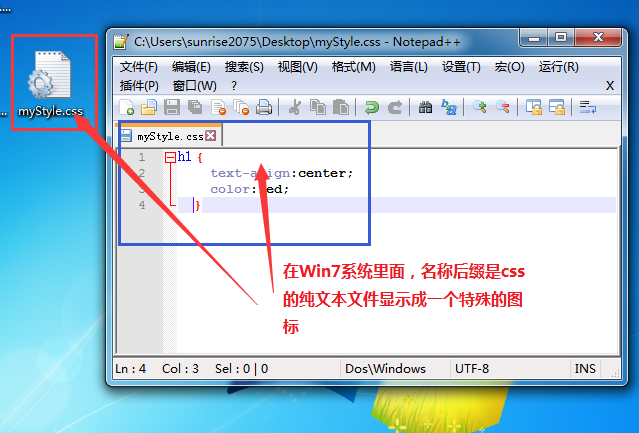 myStyle.css
C:\Users\sunrise2075\Desktop\myStyle.css - Notepad++
文件(F) 编辑(E) 搜索(S) 视图(V) 格式(M) 语言(L) 设置(T) 宏(O) 运行(R)
插件(P) 窗口(W) ? X
myStyle.css
1 h1 {
2 text-align:center;
3 color:red;
4 }
在Win7系统里面，名称后缀是css
的纯文本文件显示成一个特殊的图
标
Ln : 4 Col : 3 Sel : 0 | 0 Dos\Windows UTF-8 INS